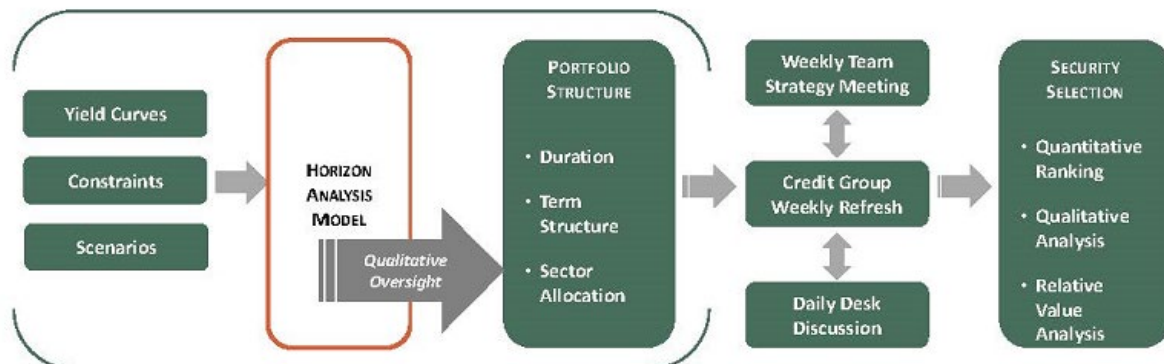 Yield Curves
Constraints
Scenarios
HORIZON
ANALYSIS
MODEL
Qualitative
Oversight
PORTFOLIO
STRUCTURE
• Duration
• Term
Structure
• Sector
Allocation
Weekly Team
Strategy Meeting
Credit Group
Weekly Refresh
Daily Desk
Discussion
SECURITY
SELECTION
• Quantitative
Ranking
• Qualitative
Analysis
• Relative
Value
Analysis